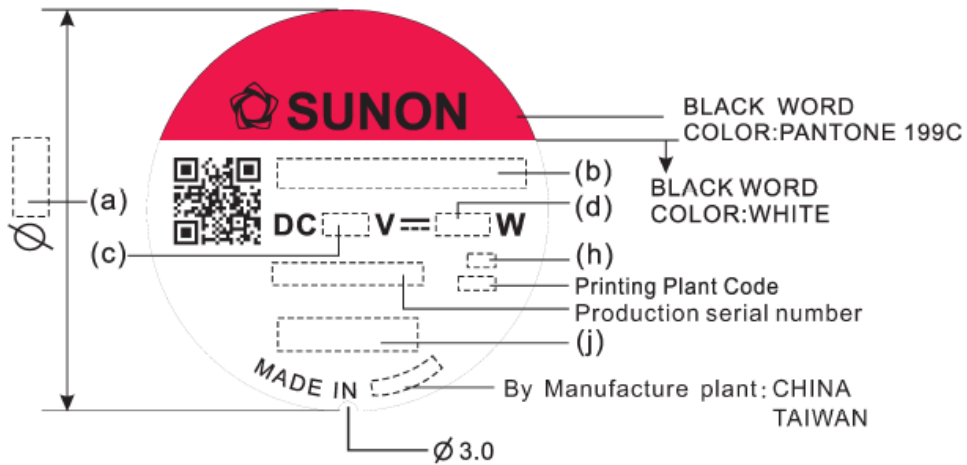 SUNON
BLACK WORD
COLOR:PANTONE 199C
BLACK WORD
COLOR:WHITE
(a)
(b)
DC V W
(d)
(c)
(h)
Printing Plant Code
Production serial number
(j)
MADE IN
By Manufacture plant: CHINA
TAIWAN
Ø
Ø 3.0